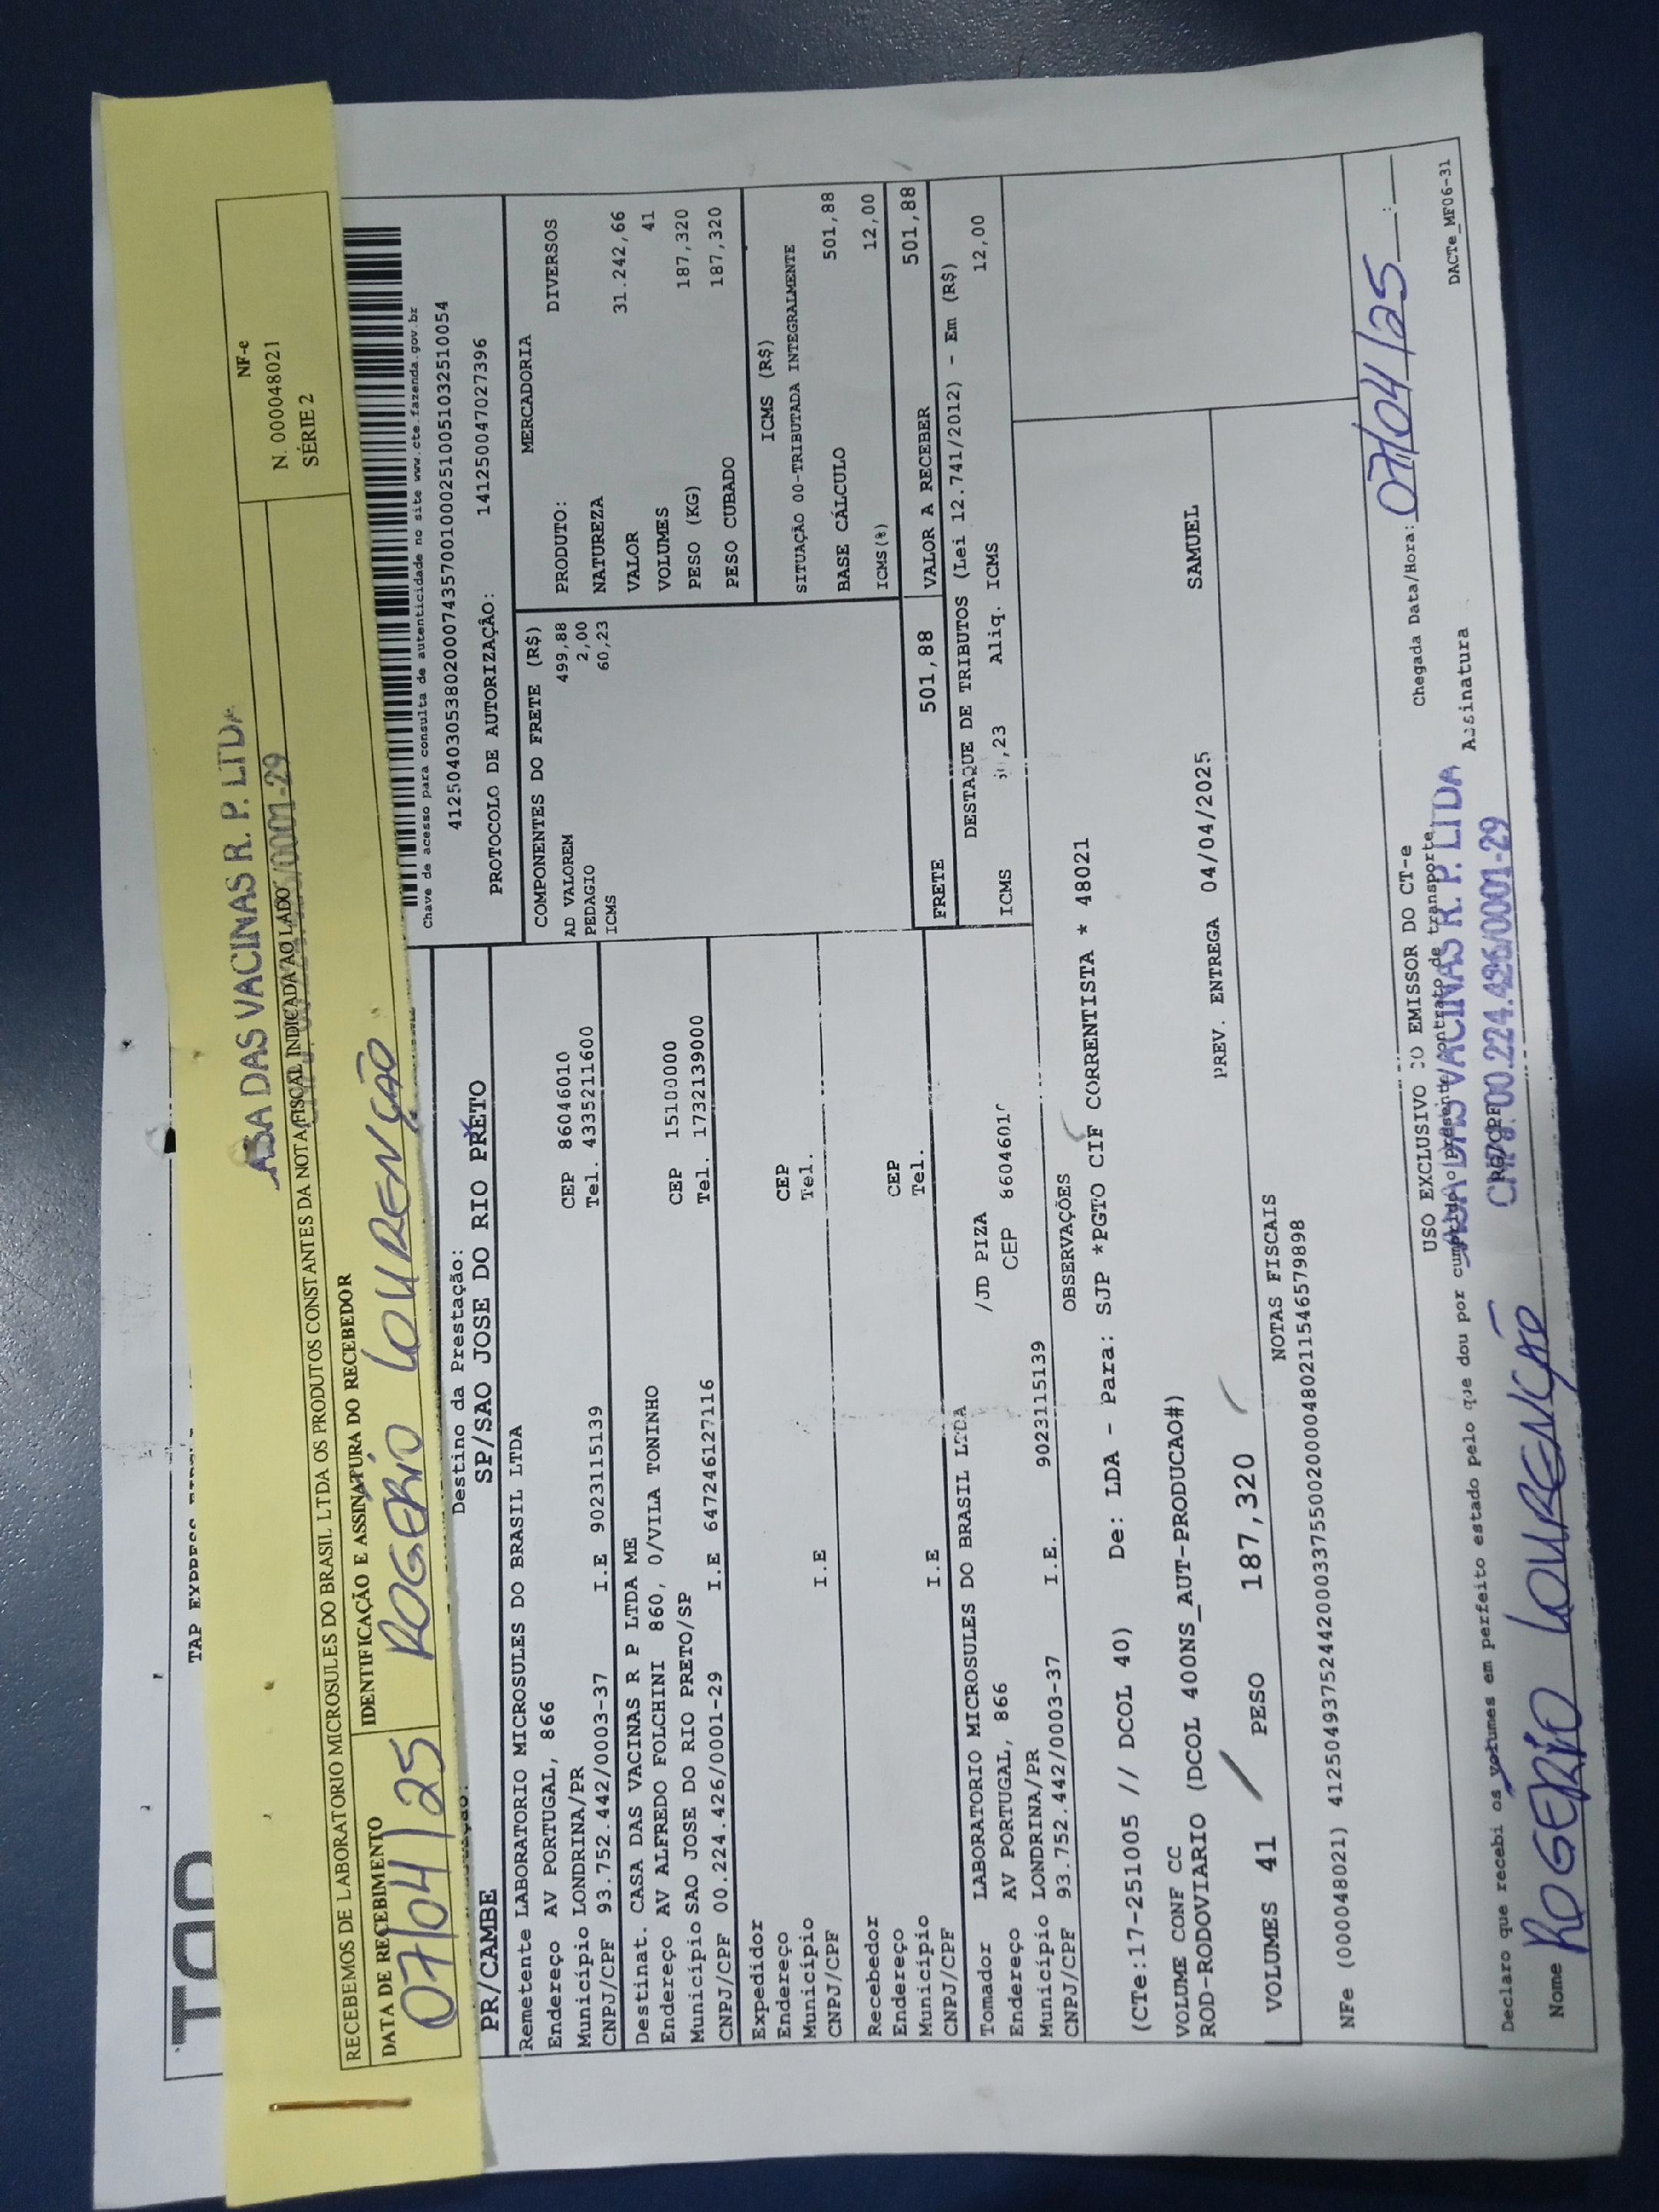 TAP EXPRESS
CASA DAS VACINAS R. P. LTDA
RECEBEMOS DE LABORATORIO MICROSULES DO BRASIL LTDA OS PRODUTOS CONSTANTES DA NOTA FISCAL INDICADA AO LADO
NF-e
N. 000048021
SÉRIE 2
DATA DE RECEBIMENTO
IDENTIFICAÇÃO E ASSINATURA DO RECEBEDOR
07/04/25 ROGÉRIO LOURENÇÃO
Chave de acesso para consulta de autenticidade no site www.cte.fazenda.gov.br
41250403053802000743570010002510051032510054
PROTOCOLO DE AUTORIZAÇÃO: 141250047027396
PR/CAMBE
Destino da Prestação:
SP/SAO JOSE DO RIO PRETO
Remetente LABORATORIO MICROSULES DO BRASIL LTDA
Endereço AV PORTUGAL, 866 CEP 86046010
Município LONDRINA/PR Tel. 433521160​0
CNPJ/CPF 93.752.442/0003-37 I.E 9023115139
Destinat. CASA DAS VACINAS R P LTDA ME
Endereço AV ALFREDO FOLCHINI 860, 0/VILA TONINHO CEP 15100000
Município SAO JOSE DO RIO PRETO/SP Tel. 1732139000
CNPJ/CPF 00.224.426/0001-29 I.E 647246127116
Expedidor
Endereço CEP
Município Tel.
CNPJ/CPF I.E
Recebedor
Endereço CEP
Município Tel.
CNPJ/CPF I.E
Tomador LABORATORIO MICROSULES DO BRASIL LTDA
Endereço AV PORTUGAL, 866 /JD PIZA
Município LONDRINA/PR CEP
CNPJ/CPF 93.752.442/0003-37 I.E. 9023115139
COMPONENTES DO FRETE (R$)
AD VALOREM 499,88
PEDAGIO 2,00
ICMS 60,23
MERCADORIA
PRODUTO: DIVERSOS
NATUREZA
VALOR 31.242,66
VOLUMES 41
PESO (KG) 187,320
PESO CUBADO 187,320
ICMS (R$)
SITUAÇÃO 00-TRIBUTADA INTEGRALMENTE
BASE CÁLCULO 501,88
ICMS(%) 12,00
FRETE 501,88 VALOR A RECEBER 501,88
DESTAQUE DE TRIBUTOS (Lei 12.741/2012) - Em (R$)
ICMS Aliq. ICMS 12,00
OBSERVAÇÕES
(CTe:17-251005 // DCOL 40) De: LDA - Para: SJP *PGTO CIF CORRENTISTA * 48021
VOLUME CONF CC
ROD-RODOVIARIO (DCOL 400NS_AUT-PRODUCAO#) PREV. ENTREGA 04/04/2025 SAMUEL
VOLUMES 41 PESO 187,320
NOTAS FISCAIS
NFe (000048021) 41250493752442000337550020000480211546579898
USO EXCLUSIVO DO EMISSOR DO CT-e
Declaro que recebi os volumes em perfeito estado pelo que dou por cumprido o presente contrato de transporte
Chegada Data/Hora: 07/04/25
Nome ROGÉRIO LOURENÇÃO RG/CPF Assinatura
CASA DAS VACINAS R. P. LTDA
CNPJ: 00.224.426/0001-29
DACTe_MF06-31